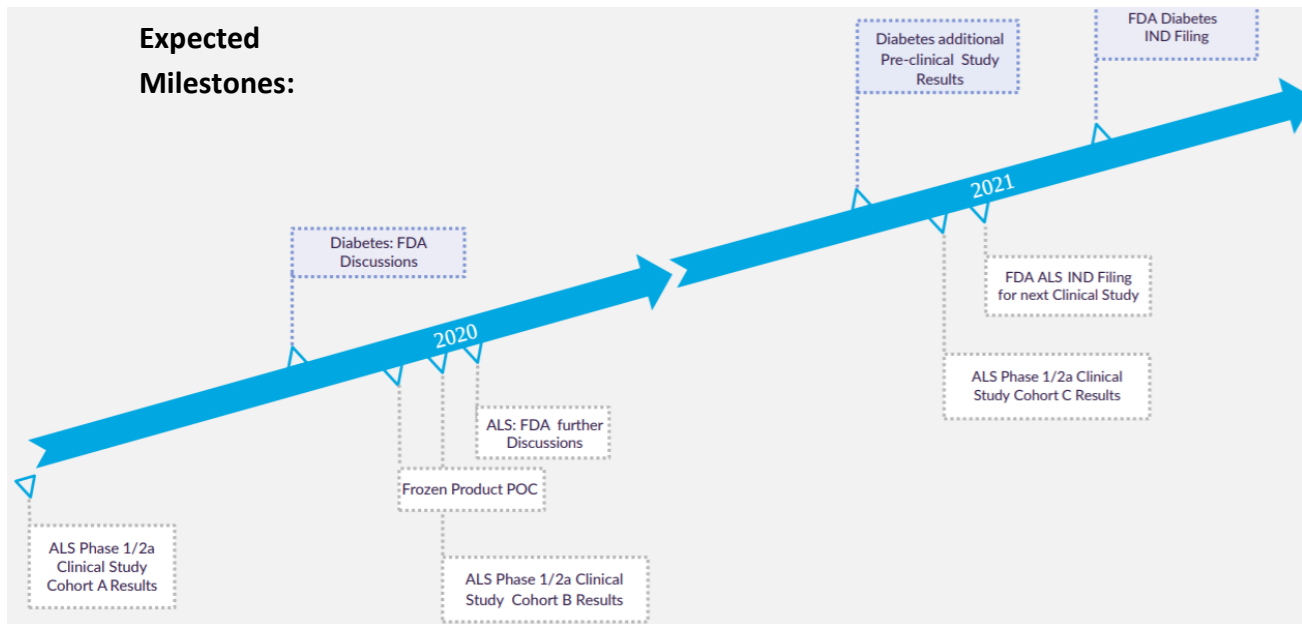 Expected
Milestones:
FDA Diabetes
IND Filing
Diabetes additional
Pre-clinical Study
Results
2021
Diabetes: FDA
Discussions
FDA ALS IND Filing
for next Clinical Study
2020
ALS Phase 1/2a Clinical
Study Cohort C Results
ALS: FDA further
Discussions
Frozen Product POC
ALS Phase 1/2a
Clinical Study
Cohort A Results
ALS Phase 1/2a Clinical
Study Cohort B Results